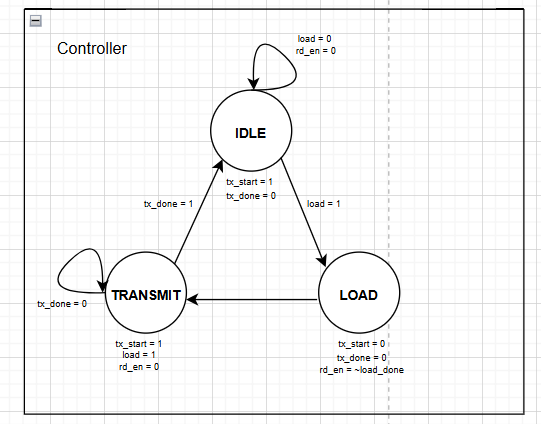 Controller
load = 0
rd_en = 0
IDLE
tx_start = 1
tx_done = 0
tx_done = 1
load = 1
tx_done = 0
TRANSMIT
LOAD
tx_start = 1
load = 1
rd_en = 0
tx_start = 0
tx_done = 0
rd_en = ~load_done